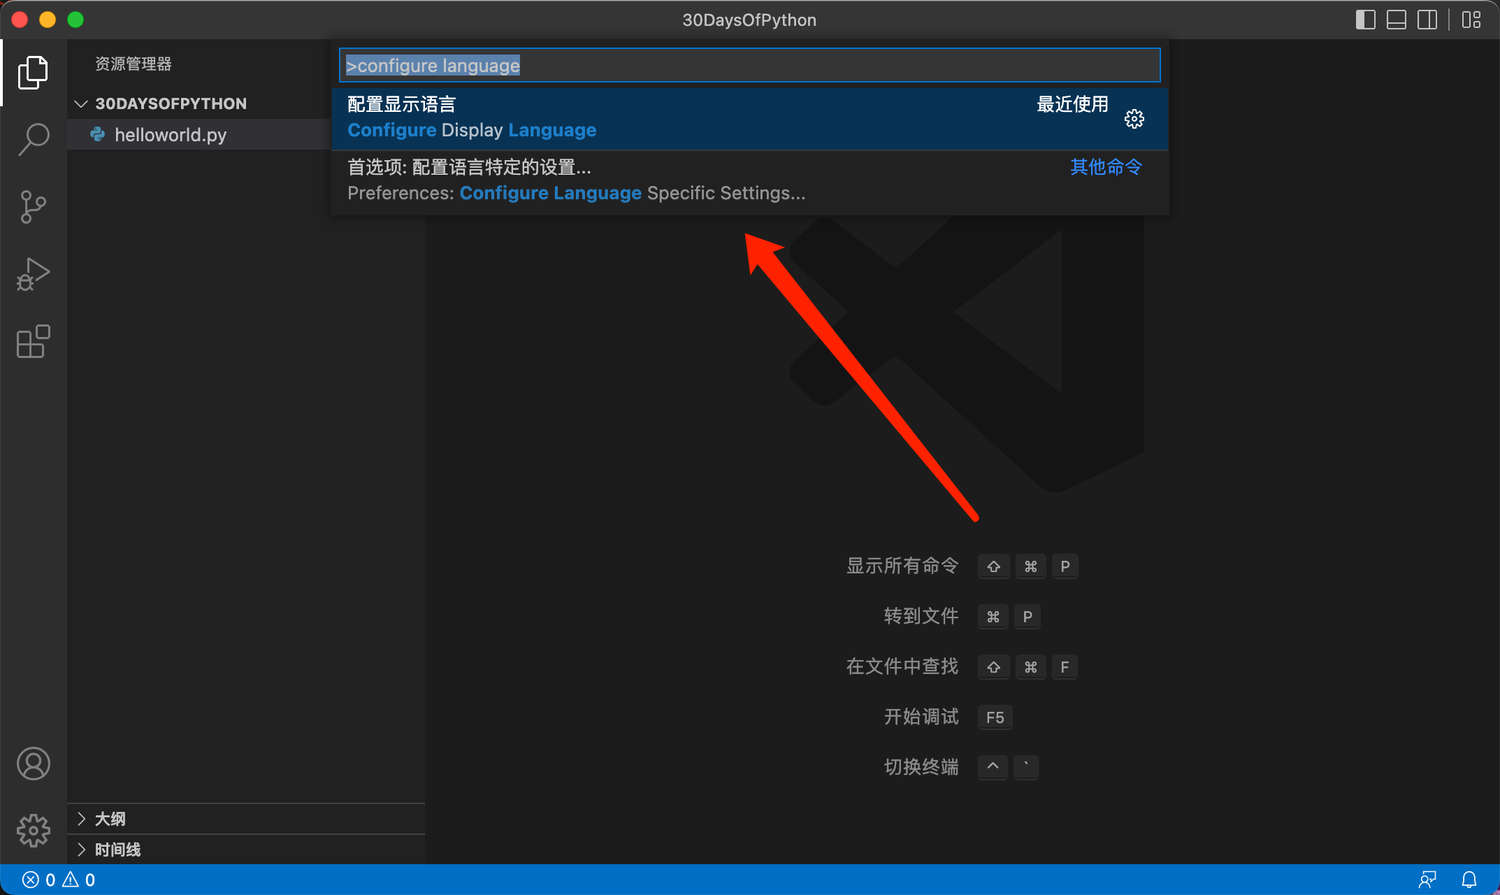 30DaysOfPython
资源管理器
30DAYSOFPYTHON
helloworld.py
>configure language
配置显示语言 最近使用
Configure Display Language
首选项: 配置语言特定的设置... 其他命令
Preferences: Configure Language Specific Settings...
显示所有命令 ⇧ ⌘ P
转到文件 ⌘ P
在文件中查找 ⇧ ⌘ F
开始调试 F5
切换终端 ^ `
大纲
时间线
0 0